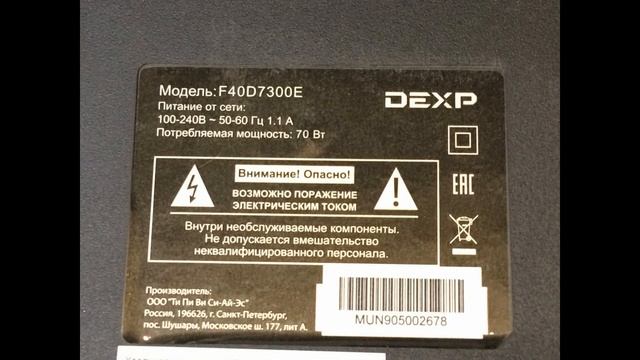 Модель: F40D7300E
DEXP
Питание от сети:
100-240В ~ 50-60 Гц 1.1 А
Потребляемая мощность: 70 Вт
Внимание! Опасно!
ВОЗМОЖНО ПОРАЖЕНИЕ
ЭЛЕКТРИЧЕСКИМ ТОКОМ
EAC
Внутри необслуживаемые компоненты.
Не допускается вмешательство
неквалифицированного персонала.
Производитель:
ООО "Ти Пи Ви Си-Ай-Эс"
Россия, 196626, г. Санкт-Петербург,
пос. Шушары, Московское ш. 177, лит А.
MUN905002678